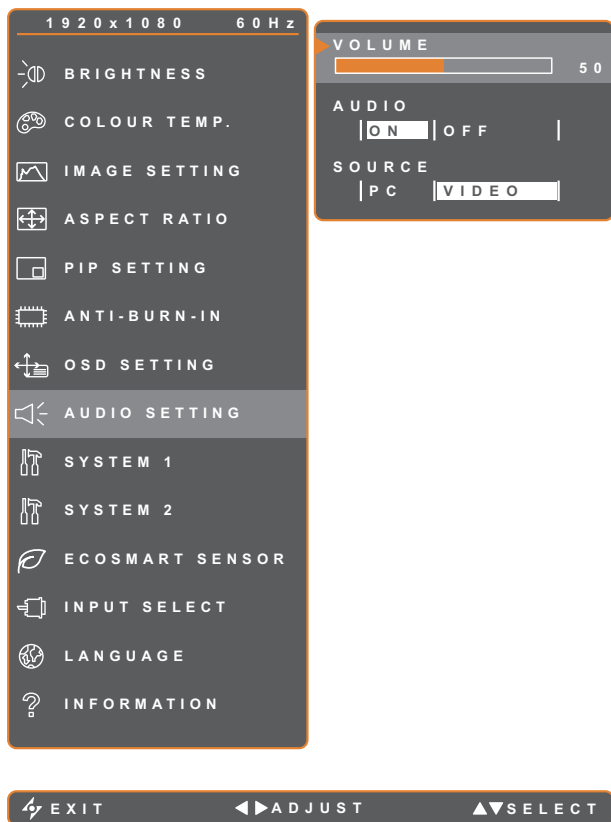 1920x1080 60Hz
BRIGHTNESS
COLOUR TEMP.
IMAGE SETTING
ASPECT RATIO
PIP SETTING
ANTI-BURN-IN
OSD SETTING
AUDIO SETTING
SYSTEM 1
SYSTEM 2
ECOSMART SENSOR
INPUT SELECT
LANGUAGE
INFORMATION
VOLUME
50
AUDIO
ON OFF
SOURCE
PC VIDEO
EXIT ADJUST SELECT